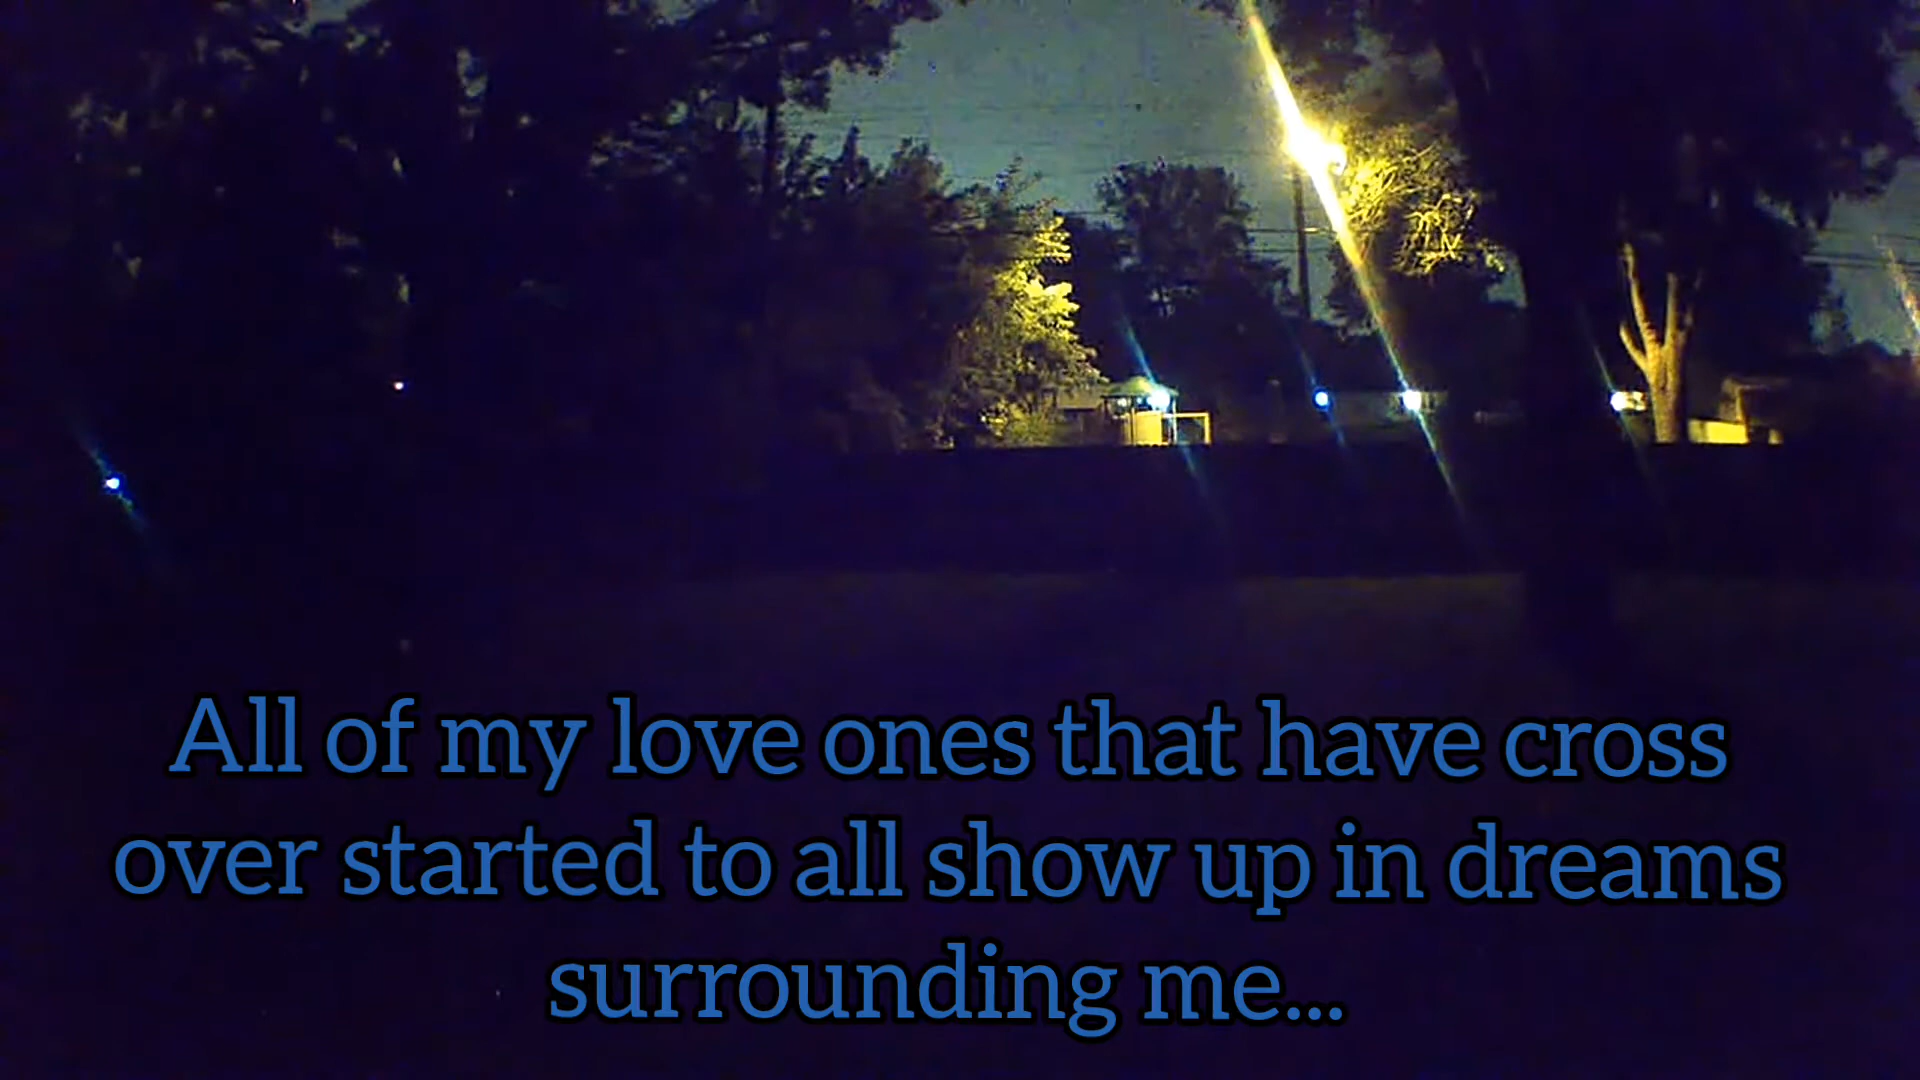 All of my love ones that have cross
over started to all show up in dreams
surrounding me...